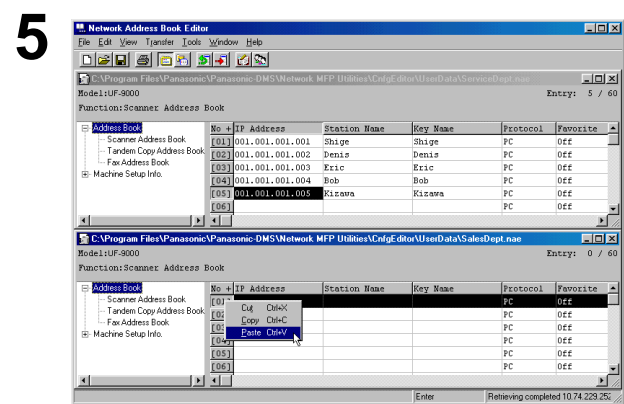 5
Network Address Book Editor
File Edit View Transfer Tools Window Help
C:\Program Files\Panasonic\Panasonic-DMS\Network MFP Utilities\CnfgEditor\UserData\ServiceDept.nae
Model:UF-9000 Entry: 5 / 60
Function:Scanner Address Book
Address Book
Scanner Address Book
Tandem Copy Address Book
Fax Address Book
Machine Setup Info.
No + IP Address Station Name Key Name Protocol Favorite
[01] 001.001.001.001 Shige Shige PC Off
[02] 001.001.001.002 Denis Denis PC Off
[03] 001.001.001.003 Eric Eric PC Off
[04] 001.001.001.004 Bob Bob PC Off
[05] 001.001.001.005 Kizawa Kizawa PC Off
[06] PC Off
C:\Program Files\Panasonic\Panasonic-DMS\Network MFP Utilities\CnfgEditor\UserData\SalesDept.nae
Model:UF-9000 Entry: 0 / 60
Function:Scanner Address Book
Address Book
Scanner Address Book
Tandem Copy Address Book
Fax Address Book
Machine Setup Info.
No + IP Address Station Name Key Name Protocol Favorite
PC Off
PC Off
PC Off
PC Off
[05] PC Off
[06] PC Off
Cut Ctrl+X
Copy Ctrl+C
Paste Ctrl+V
Enter Retrieving completed 10.74.229.252